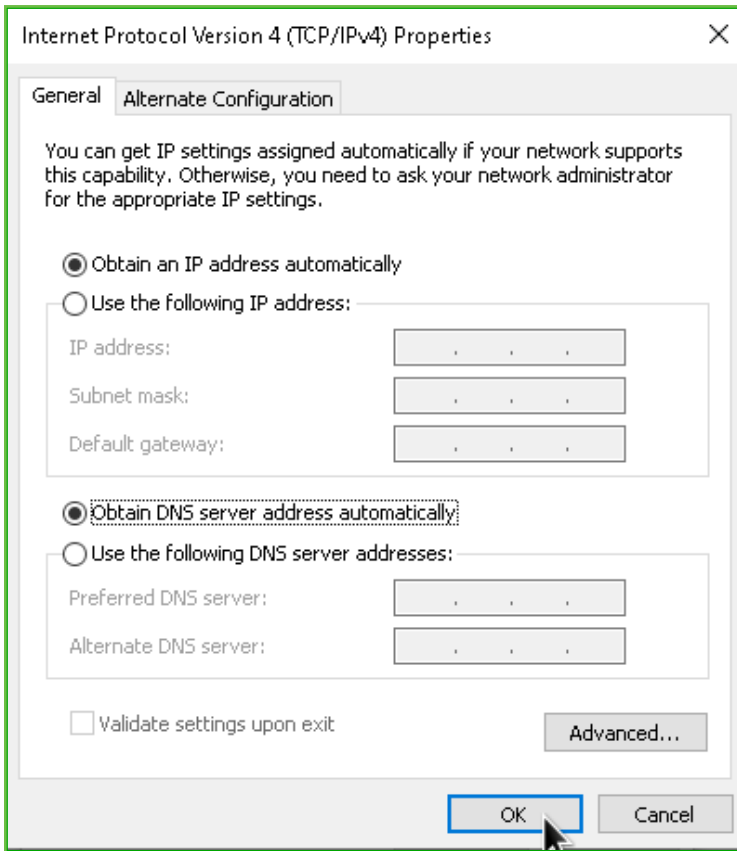 Internet Protocol Version 4 (TCP/IPv4) Properties
General
Alternate Configuration
You can get IP settings assigned automatically if your network supports
this capability. Otherwise, you need to ask your network administrator
for the appropriate IP settings.
Obtain an IP address automatically
Use the following IP address:
IP address:
Subnet mask:
Default gateway:
Obtain DNS server address automatically
Use the following DNS server addresses:
Preferred DNS server:
Alternate DNS server:
Validate settings upon exit
Advanced...
OK
Cancel